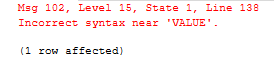 Msg 102, Level 15, State 1, Line 138
Incorrect syntax near 'VALUE'.
(1 row affected)